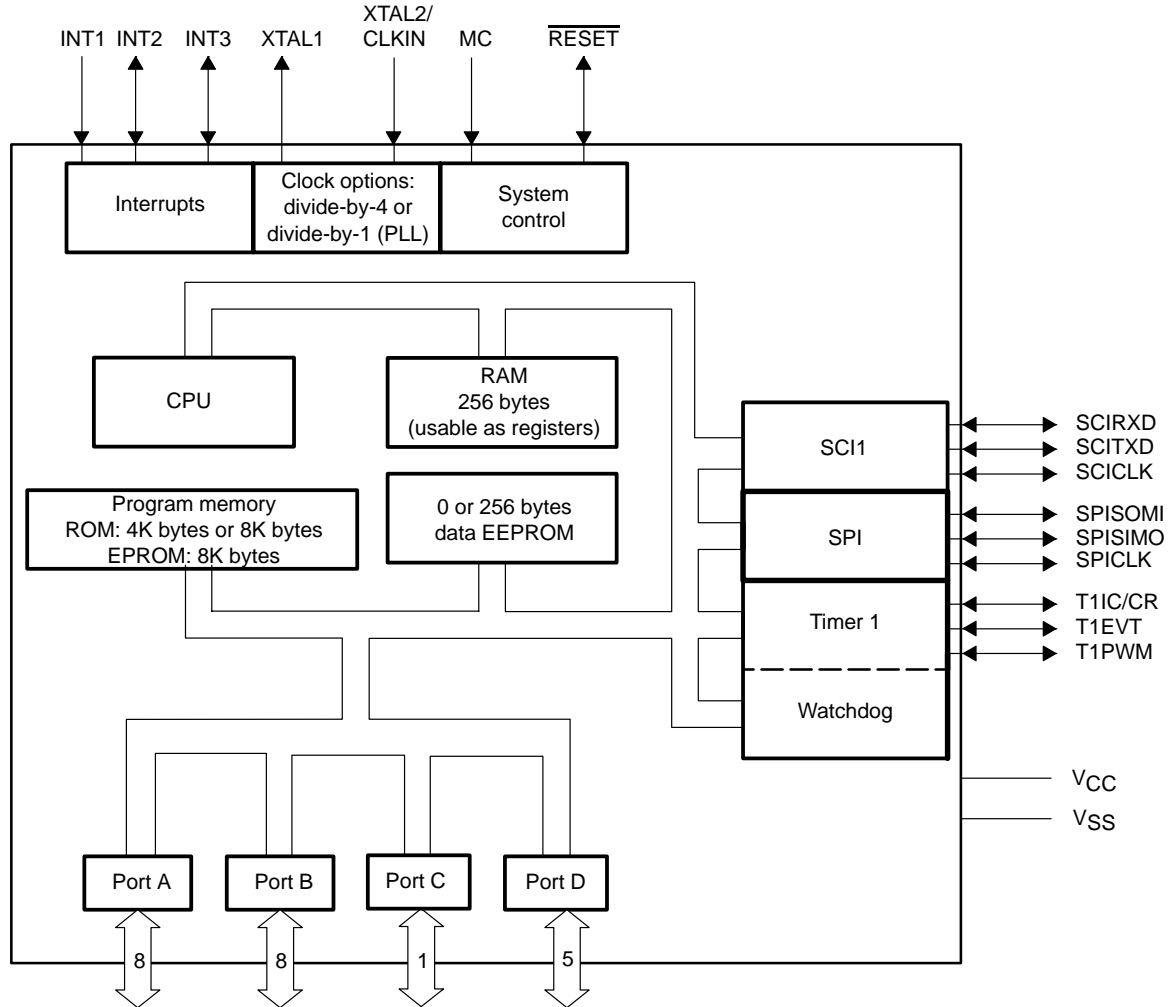 INT1 INT2 INT3 XTAL1 XTAL2/
CLKIN MC RESET
Interrupts
Clock options:
divide-by-4 or
divide-by-1 (PLL)
System
control
CPU
RAM
256 bytes
(usable as registers)
Program memory
ROM: 4K bytes or 8K bytes
EPROM: 8K bytes
0 or 256 bytes
data EEPROM
SCI1
SPI
Timer 1
Watchdog
SCIRXD
SCITXD
SCICLK
SPISOMI
SPISIMO
SPICLK
T1IC/CR
T1EVT
T1PWM
VCC
VSS
Port A
Port B
Port C
Port D
8
8
1
5